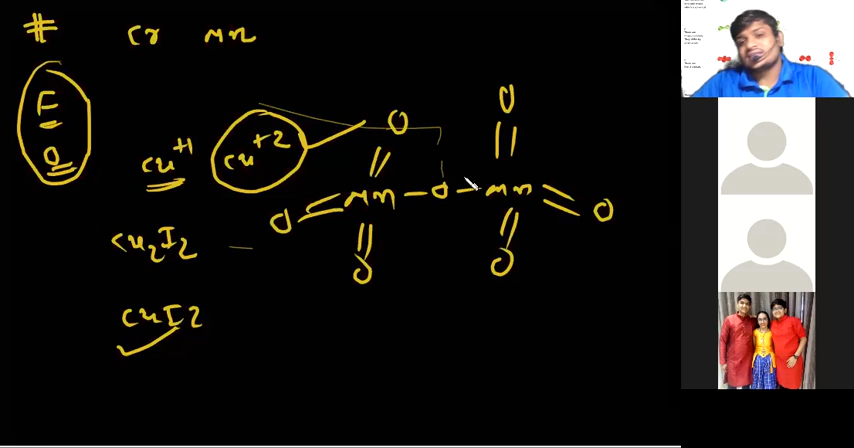 # Cr Mn
F
O
Cu+1 Cu+2
Cu2I2
CuI2
O O
|| ||
O = Mn - O - Mn = O
|| ||
O O